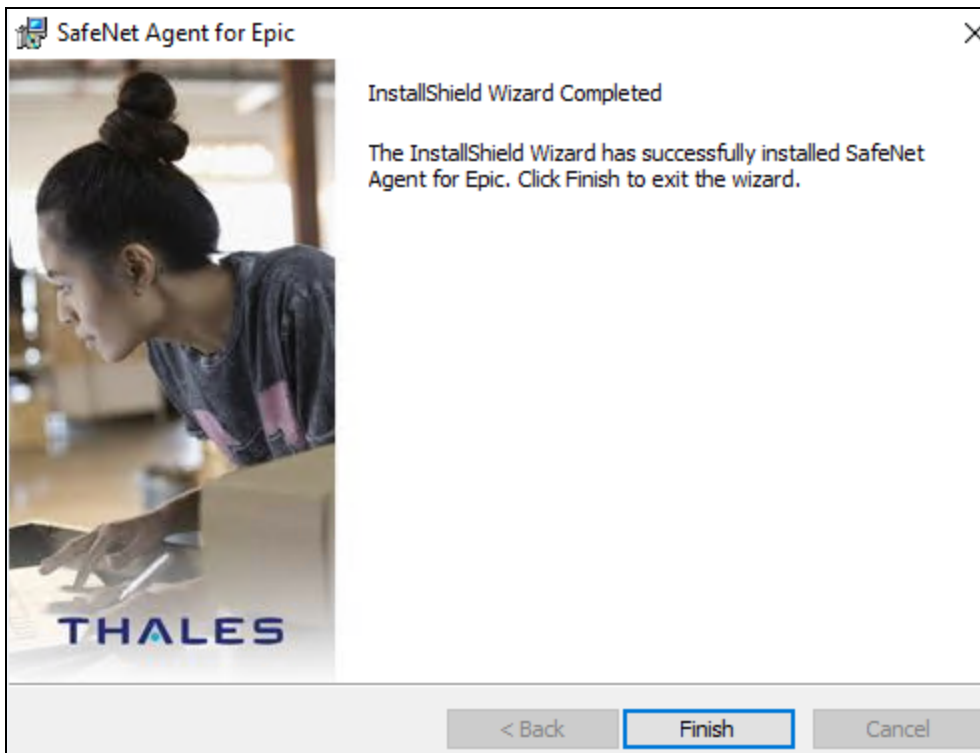 SafeNet Agent for Epic
InstallShield Wizard Completed
The InstallShield Wizard has successfully installed SafeNet
Agent for Epic. Click Finish to exit the wizard.
THALES
< Back
Finish
Cancel